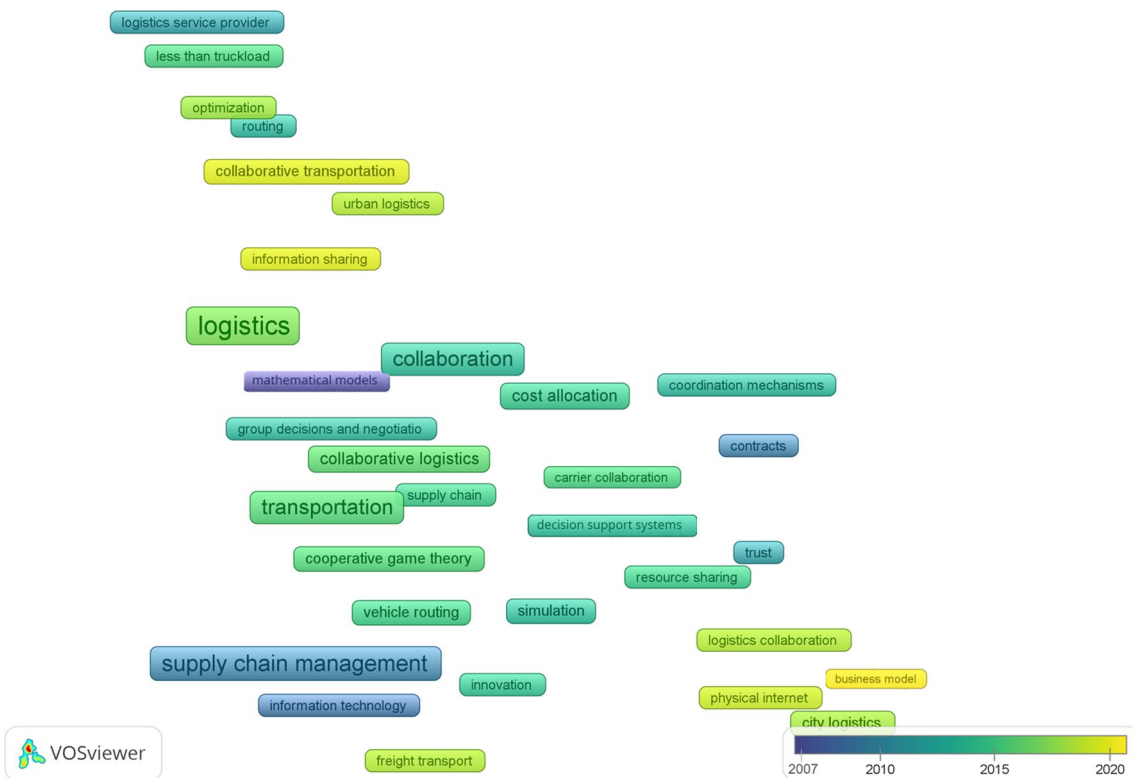 logistics service provider
less than truckload
optimization
routing
collaborative transportation
urban logistics
information sharing
logistics
collaboration
mathematical models
cost allocation
coordination mechanisms
group decisions and negotiatio
contracts
collaborative logistics
carrier collaboration
supply chain
transportation
decision support systems
trust
cooperative game theory
resource sharing
vehicle routing
simulation
logistics collaboration
supply chain management
business model
innovation
physical internet
information technology
city logistics
VOSviewer
freight transport
2007 2010 2015 2020